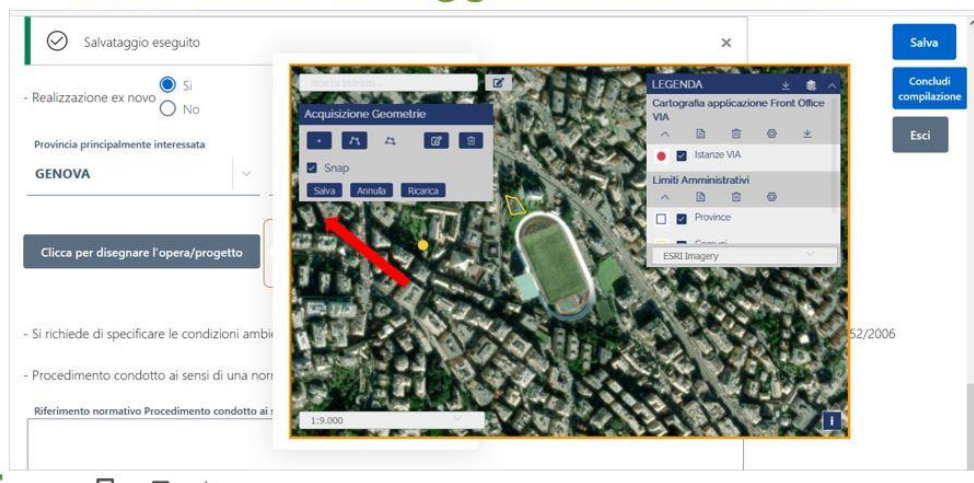 Salvataggio eseguito
Salva
Concludi
compilazione
Esci
- Realizzazione ex novo
Si
No
Provincia principalmente interessata
GENOVA
Clicca per disegnare l'opera/progetto
Acquisizione Geometrie
Snap
Salva
Annulla
Ricarica
LEGENDA
Cartografia applicazione Front Office
VIA
Istanze VIA
Limiti Amministrativi
Province
Comuni
ESRI Imagery
1:9.000
- Si richiede di specificare le condizioni
52/2006
- Procedimento condotto ai sensi di una
Riferimento normativo Procedimento condotto ai